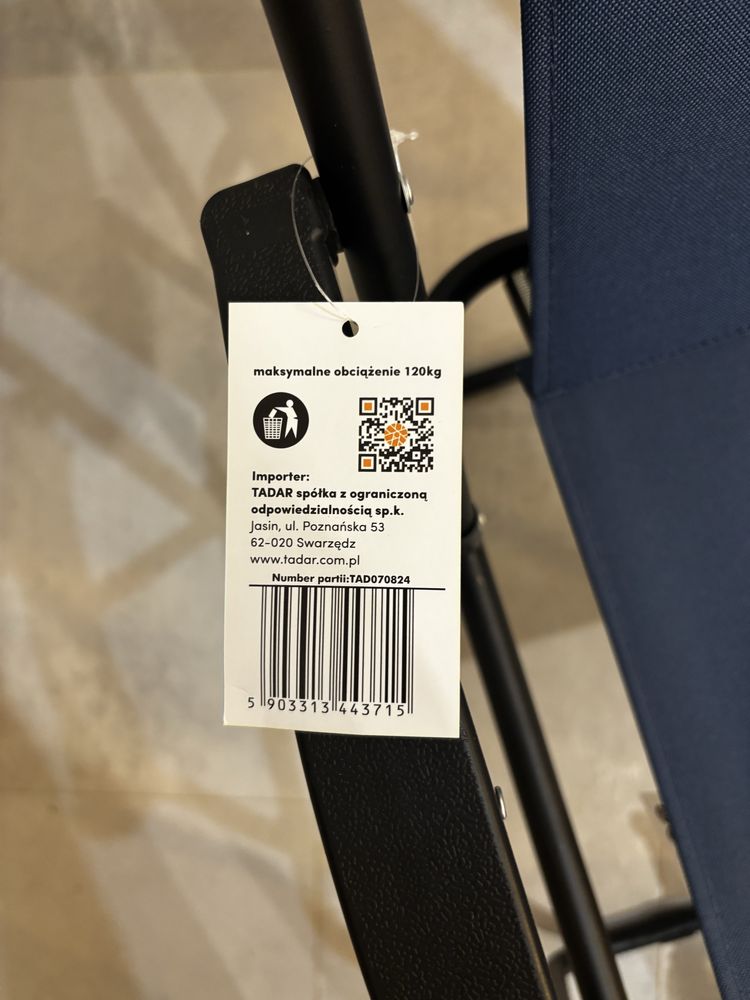 maksymalne obciążenie 120kg
Importer:
TADAR spółka z ograniczoną
odpowiedzialnością sp.k.
Jasin, ul. Poznańska 53
62-020 Swarzędz
www.tadar.com.pl
Number partii:TAD070824
5 903313 443715